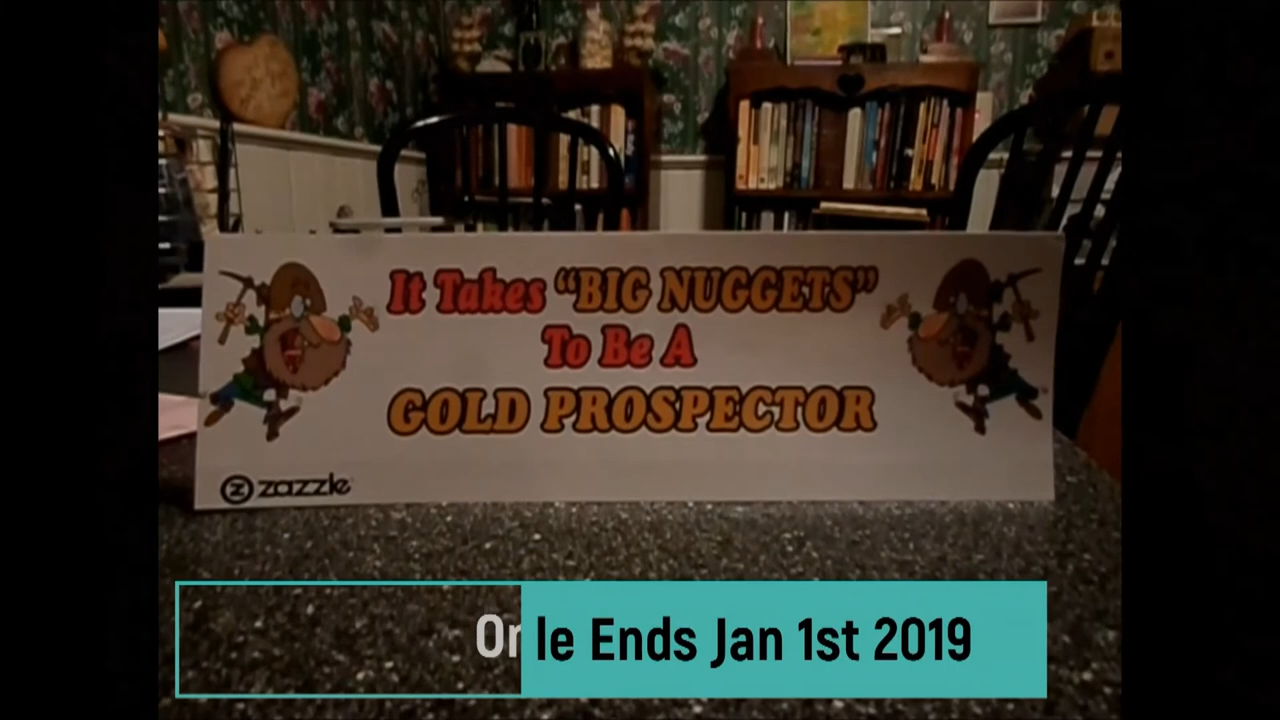 It Takes “BIG NUGGETS”
To Be A
GOLD PROSPECTOR
zazzle
le Ends Jan 1st 2019